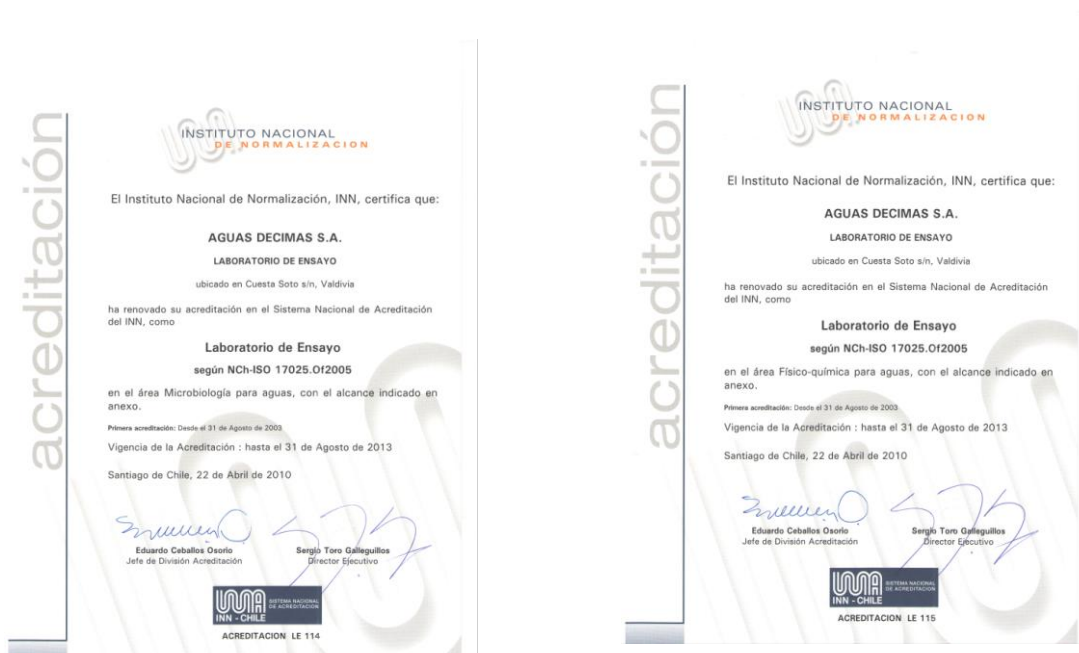 acreditación
INSTITUTO NACIONAL
DE NORMALIZACION
El Instituto Nacional de Normalización, INN, certifica que:
AGUAS DECIMAS S.A.
LABORATORIO DE ENSAYO
ubicado en Cuesta Soto s/n, Valdivia
ha renovado su acreditación en el Sistema Nacional de Acreditación
del INN, como
Laboratorio de Ensayo
según NCh-ISO 17025.Of2005
en el área Microbiología para aguas, con el alcance indicado en
anexo.
Primera acreditación: Desde el 31 de Agosto de 2003
Vigencia de la Acreditación : hasta el 31 de Agosto de 2013
Santiago de Chile, 22 de Abril de 2010
Eduardo Ceballos Osorio
Jefe de División Acreditación
Sergio Toro Galleguillos
Director Ejecutivo
INN - CHILE
SISTEMA NACIONAL
DE ACREDITACION
ACREDITACION LE 114
acreditación
INSTITUTO NACIONAL
DE NORMALIZACION
El Instituto Nacional de Normalización, INN, certifica que:
AGUAS DECIMAS S.A.
LABORATORIO DE ENSAYO
ubicado en Cuesta Soto s/n, Valdivia
ha renovado su acreditación en el Sistema Nacional de Acreditación
del INN, como
Laboratorio de Ensayo
según NCh-ISO 17025.Of2005
en el área Físico-química para aguas, con el alcance indicado en
anexo.
Primera acreditación: Desde el 31 de Agosto de 2003
Vigencia de la Acreditación : hasta el 31 de Agosto de 2013
Santiago de Chile, 22 de Abril de 2010
Eduardo Ceballos Osorio
Jefe de División Acreditación
Sergio Toro Galleguillos
Director Ejecutivo
INN - CHILE
SISTEMA NACIONAL
DE ACREDITACION
ACREDITACION LE 115